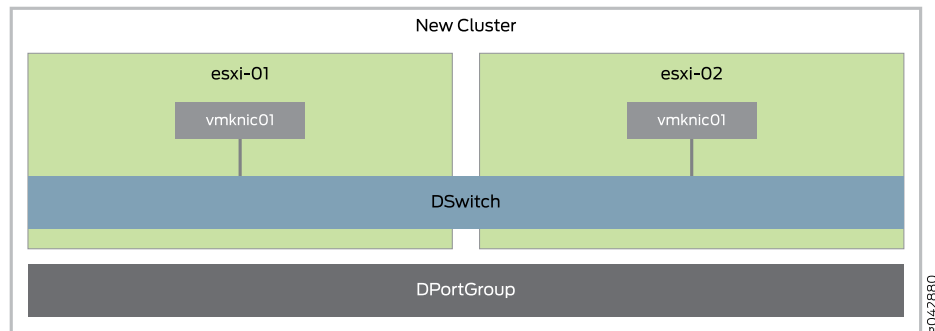 New Cluster
esxi-01
esxi-02
vmknic01
vmknic01
DSwitch
DPortGroup
g042880